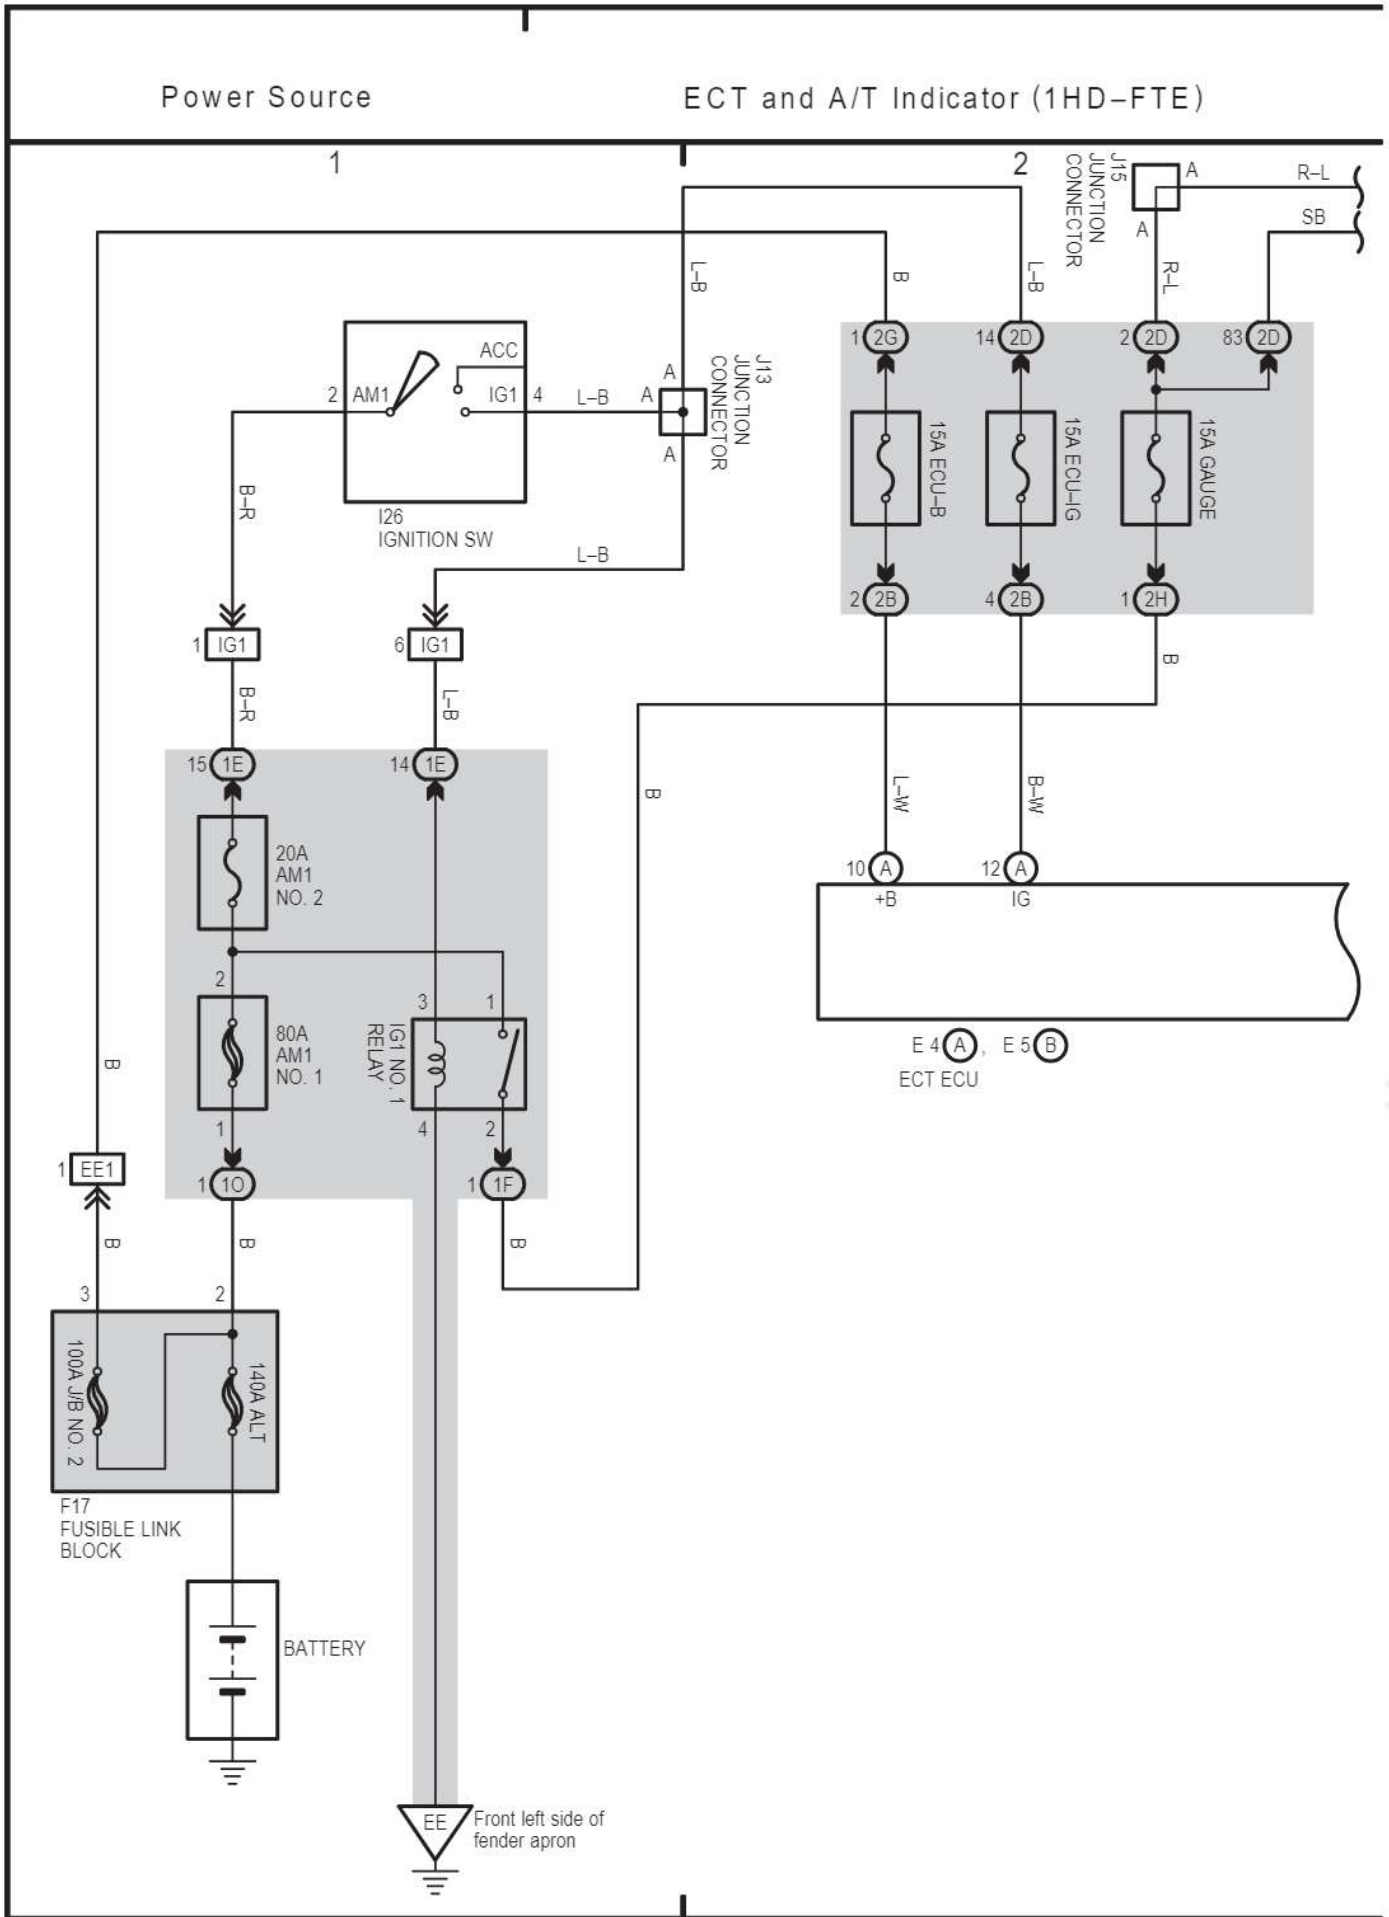 Power Source
ECT and A/T Indicator (1HD–FTE)
1
2
J15
JUNCTION
CONNECTOR
A
A
R–L
SB
R–L
L–B
B
L–B
1 2G
14 2D
2 2D
83 2D
ACC
2
AM1
IG1
4
L–B
A
A
A
J13
JUNCTION
CONNECTOR
I26
IGNITION SW
15A ECU–B
15A ECU–IG
15A GAUGE
B–R
L–B
2 2B
4 2B
1 2H
1 IG1
6 IG1
B
B–R
L–B
15 1E
14 1E
B
L–W
B–W
20A
AM1
NO. 2
10 A
12 A
+B
IG
2
3
1
80A
AM1
NO. 1
IG1 NO. 1
RELAY
E 4 A , E 5 B
ECT ECU
B
1
4
2
1 EE1
1 1O
1 1F
B
B
B
3
2
100A J/B NO. 2
140A ALT
F17
FUSIBLE LINK
BLOCK
BATTERY
EE
Front left side of
fender apron